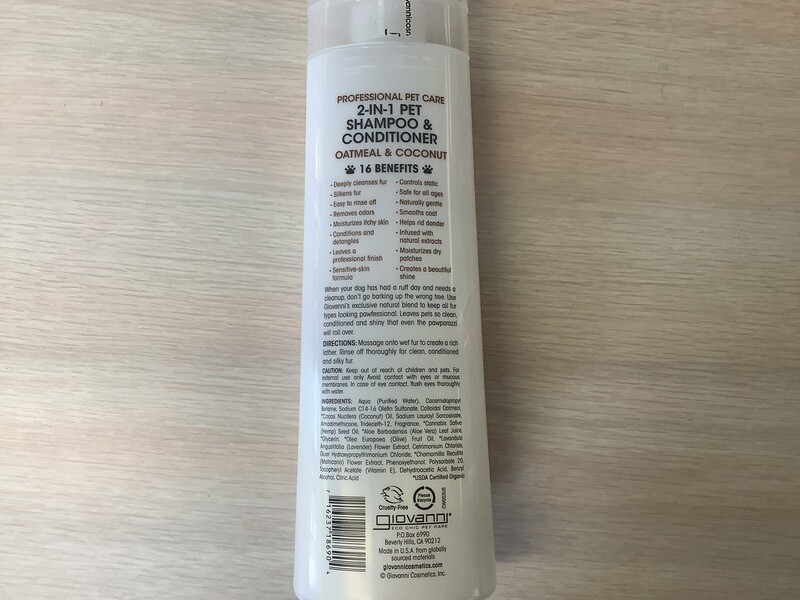 PROFESSIONAL PET CARE
2-IN-1 PET
SHAMPOO &
CONDITIONER
OATMEAL & COCONUT
16 BENEFITS
• Deeply cleanses fur
• Silkens fur
• Easy to rinse off
• Removes odors
• Moisturizes itchy skin
• Conditions and
detangles
• Leaves a
professional finish
• Sensitive-skin
formula
• Controls static
• Safe for all ages
• Naturally gentle
• Smooths coat
• Helps rid dander
• Infused with
natural extracts
• Moisturizes dry
patches
• Creates a beautiful
shine
When your dog has had a ruff day and needs a
cleanup, don't go barking up the wrong tree. Use
Giovanni's exclusive natural blend to keep all fur
types looking pawfessional. Leaves pets so clean,
conditioned and shiny that even the pawparazzi
will roll over.
DIRECTIONS: Massage onto wet fur to create a rich
lather. Rinse off thoroughly for clean, conditioned
and silky fur.
CAUTION: Keep out of reach of children and pets. For
external use only. Avoid contact with eyes or mucous
membranes. In case of eye contact, flush eyes thoroughly
with water.
INGREDIENTS: Aqua (Purified Water), Cocamidopropyl
Betaine, Sodium C14-16 Olefin Sulfonate, Colloidal Oatmeal,
*Cocos Nucifera (Coconut) Oil, Sodium Lauroyl Sarcosinate,
Amodimethicone, Trideceth-12, Fragrance, *Cannabis Sativa
(Hemp) Seed Oil, *Aloe Barbadensis (Aloe Vera) Leaf Juice,
*Glycerin, *Olea Europaea (Olive) Fruit Oil, *Lavandula
Angustifolia (Lavender) Flower Extract, Cetrimonium Chloride,
Guar Hydroxypropyltrimonium Chloride, *Chamomilla Recutita
(Matricaria) Flower Extract, Phenoxyethanol, Polysorbate 20,
Tocopheryl Acetate (Vitamin E), Dehydroacetic Acid, Benzyl
Alcohol, Citric Acid *USDA Certified Organic
Cruelty-Free
Please
Recycle
giovanni
ECO CHIC PET CARE
P.O.Box 6990
Beverly Hills, CA 90212
Made in U.S.A. from globally
sourced materials
giovannicosmetics.com
© Giovanni Cosmetics, Inc.
7 16237 18690 4